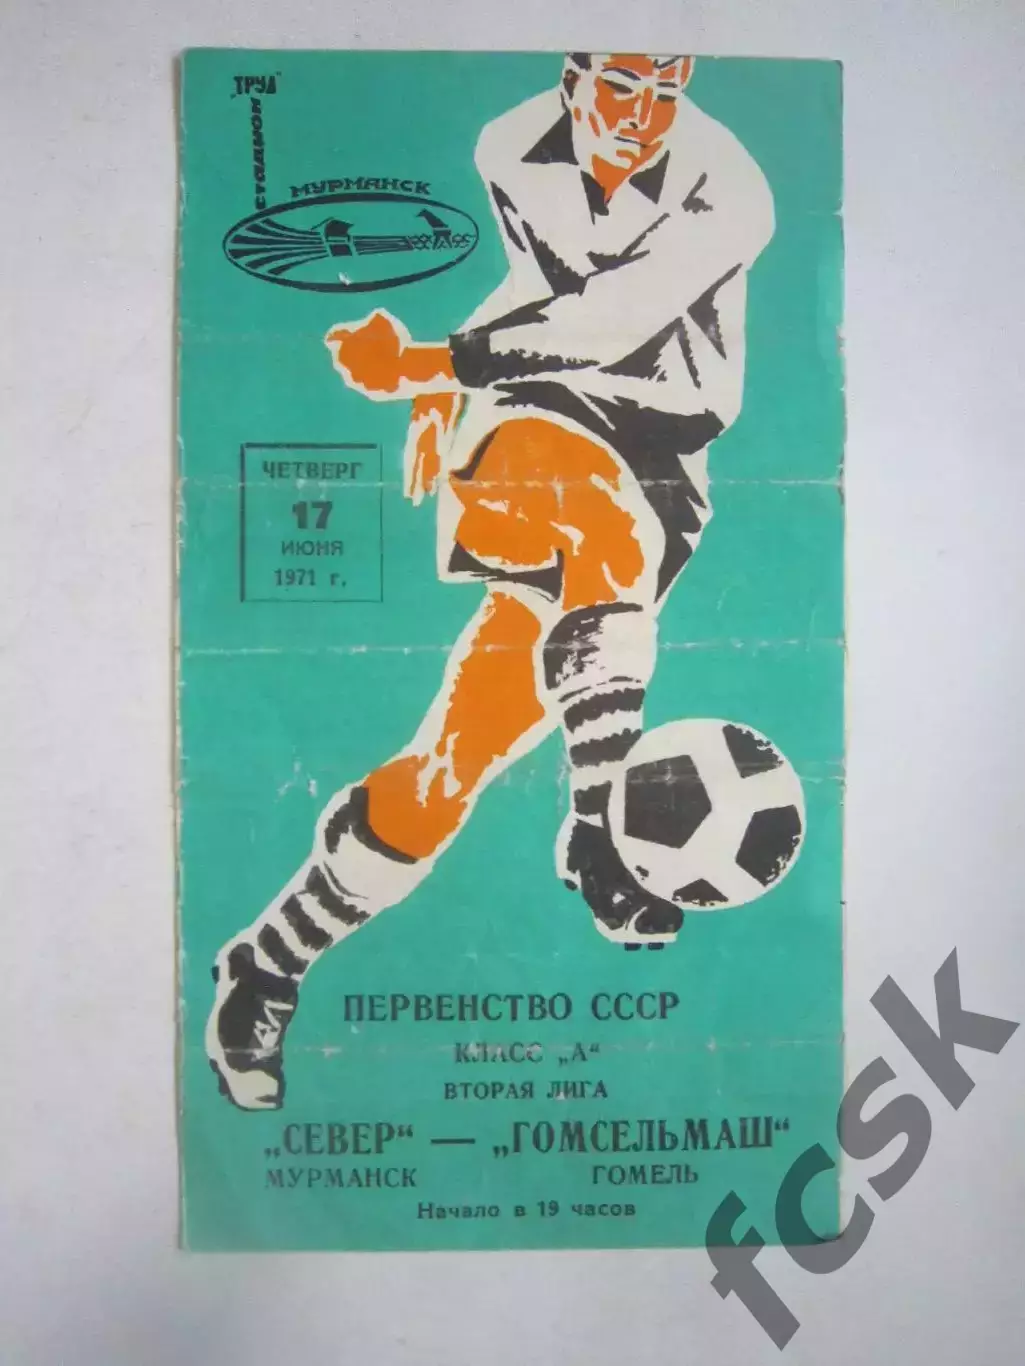 „ТРУД"
стадион
МУРМАНСК
ЧЕТВЕРГ
17
ИЮНЯ
1971 г.
ПЕРВЕНСТВО СССР
КЛАСС „А"
ВТОРАЯ ЛИГА
„СЕВЕР" — „ГОМСЕЛЬМАШ"
МУРМАНСК ГОМЕЛЬ
Начало в 19 часов
fcsk